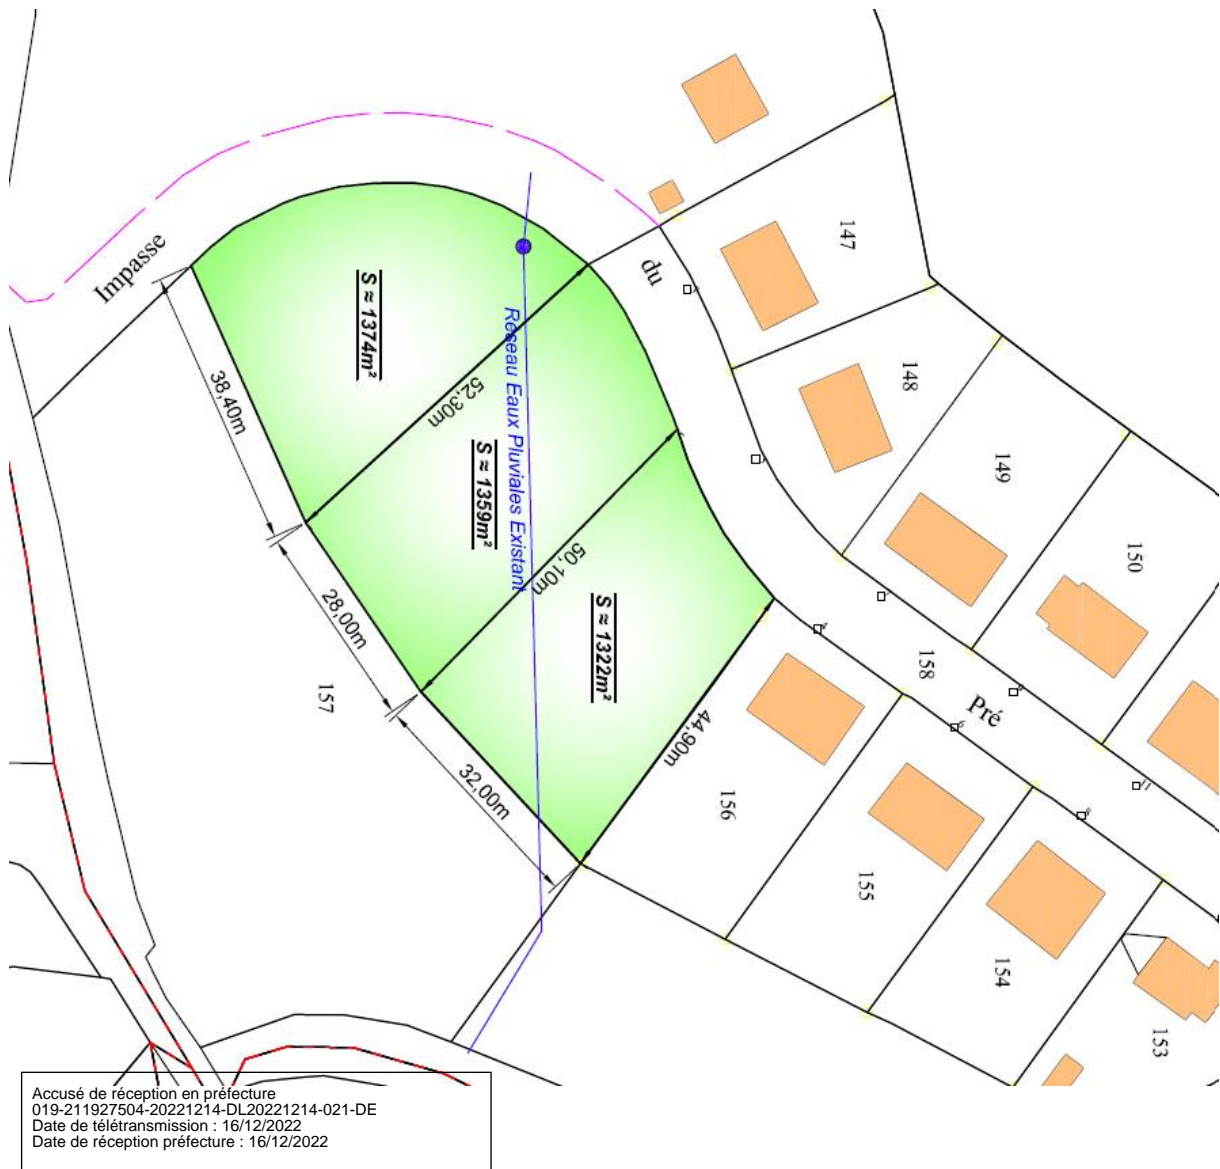 Impasse
du
Pré
S ≈ 1374m²
S ≈ 1359m²
S ≈ 1322m²
Réseau Eaux Pluviales Existant
38,40m
52,30m
28,00m
50,10m
32,00m
44,90m
147
148
149
150
158
157
156
155
154
153
11
Accusé de réception en préfecture
019-211927504-20221214-DL20221214-021-DE
Date de télétransmission : 16/12/2022
Date de réception préfecture : 16/12/2022